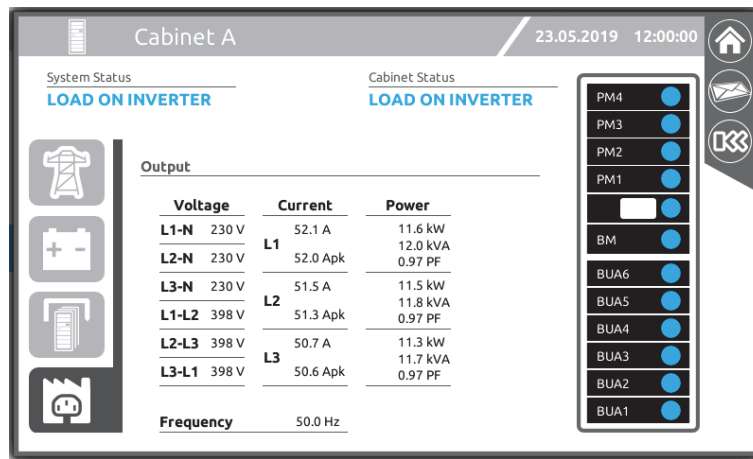 Cabinet A
23.05.2019 12:00:00
System Status
LOAD ON INVERTER
Cabinet Status
LOAD ON INVERTER
Output
Voltage Current Power
L1-N 230 V
L2-N 230 V
L3-N 230 V
L1-L2 398 V
L2-L3 398 V
L3-L1 398 V
L1 52.1 A
52.0 Apk
L2 51.5 A
51.3 Apk
L3 50.7 A
50.6 Apk
11.6 kW
12.0 kVA
0.97 PF
11.5 kW
11.8 kVA
0.97 PF
11.3 kW
11.7 kVA
0.97 PF
Frequency 50.0 Hz
PM4
PM3
PM2
PM1
BM
BUA6
BUA5
BUA4
BUA3
BUA2
BUA1